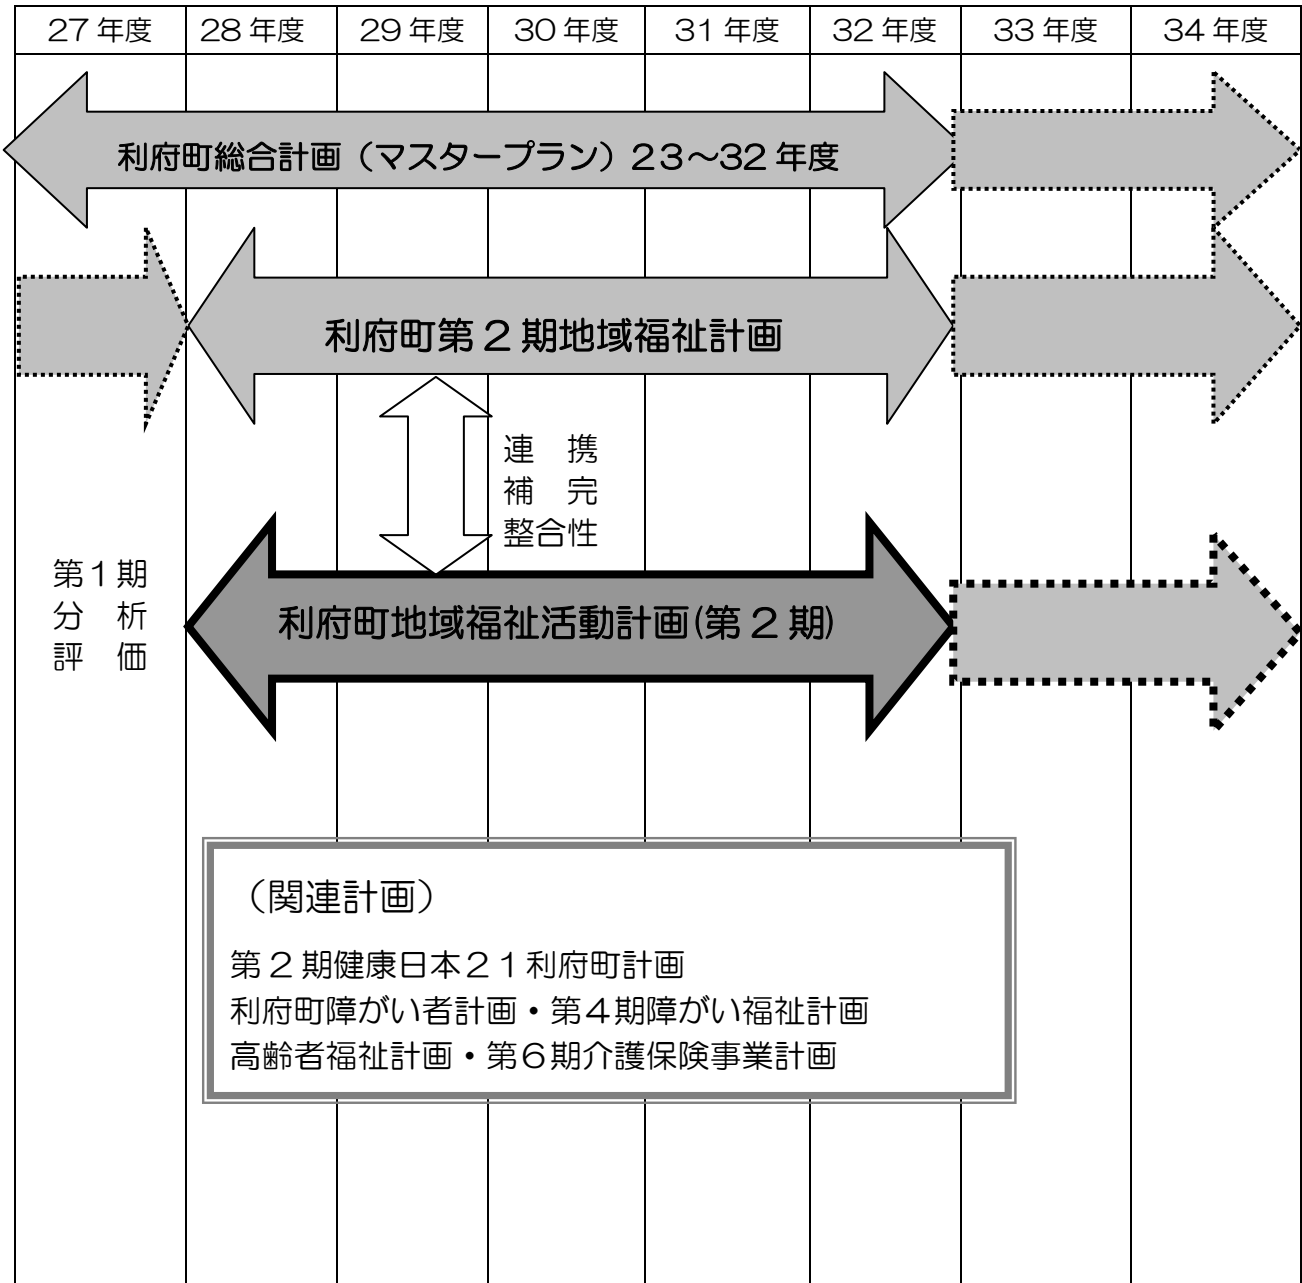 27年度 28年度 29年度 30年度 31年度 32年度 33年度 34年度
利府町総合計画（マスタープラン）２３～32年度
利府町第２期地域福祉計画
連　携
補　完
整合性
第１期
分　析
評　価
利府町地域福祉活動計画(第２期)
（関連計画）
第２期健康日本２１利府町計画
利府町障がい者計画・第４期障がい福祉計画
高齢者福祉計画・第６期介護保険事業計画